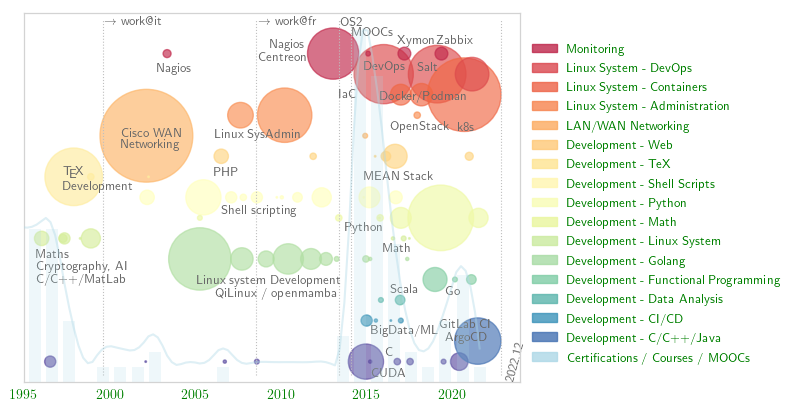 → work@it
→ work@fr
OS2
MOOCs
Nagios
Nagios
Centreon
Xymon
Zabbix
DevOps
Salt
IaC
Docker/Podman
Cisco WAN
Networking
Linux SysAdmin
OpenStack
k8s
PHP
MEAN Stack
TeX
Development
Shell scripting
Python
Math
Maths
Cryptography, AI
C/C++/MatLab
Linux system Development
QiLinux / openmamba
Scala
Go
BigData/ML
GitLab CI
ArgoCD
C
CUDA
2022.12
1995
2000
2005
2010
2015
2020
Monitoring
Linux System - DevOps
Linux System - Containers
Linux System - Administration
LAN/WAN Networking
Development - Web
Development - TeX
Development - Shell Scripts
Development - Python
Development - Math
Development - Linux System
Development - Golang
Development - Functional Programming
Development - Data Analysis
Development - CI/CD
Development - C/C++/Java
Certifications / Courses / MOOCs